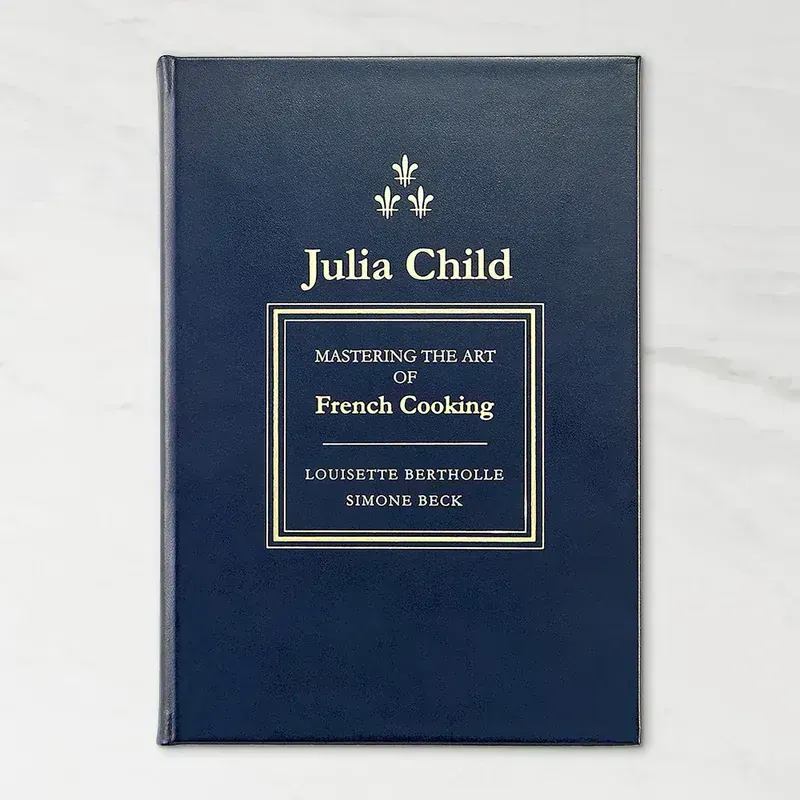 Julia Child
MASTERING THE ART
OF
French Cooking
LOUISETTE BERTHOLLE
SIMONE BECK